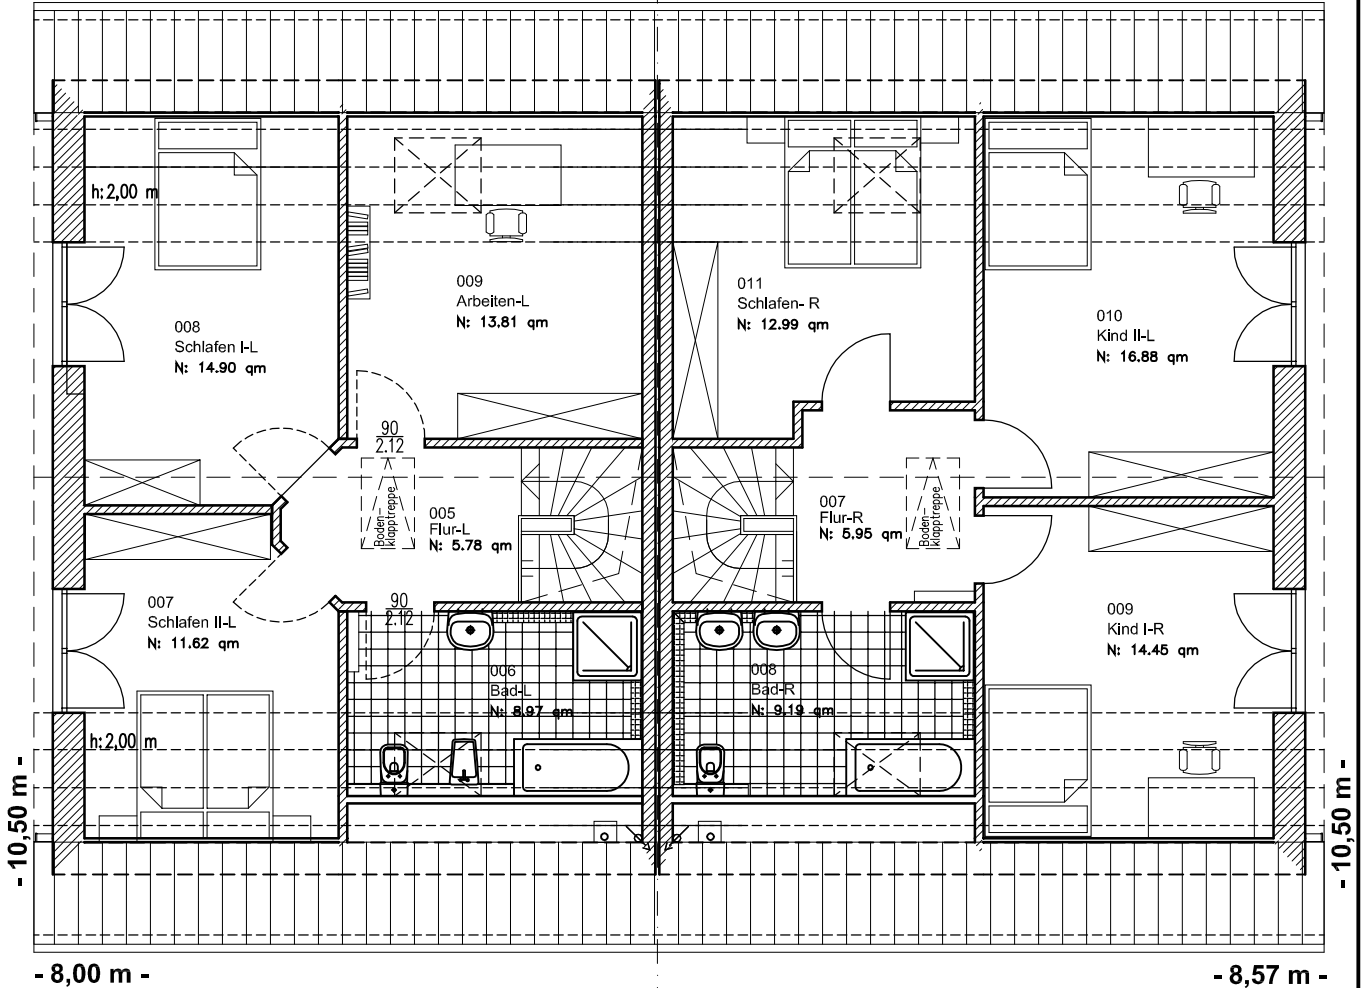 h:2,00 m
008
Schlafen I-L
N: 14.90 qm
009
Arbeiten-L
N: 13.81 qm
011
Schlafen- R
N: 12.99 qm
010
Kind II-L
N: 16.88 qm
90
2.12
Boden-
klapptreppe
005
Flur-L
N: 5.78 qm
007
Flur-R
N: 5.95 qm
Boden-
klapptreppe
007
Schlafen II-L
N: 11.62 qm
90
2.12
006
Bad-L
N: 8.97 qm
008
Bad-R
N: 9.19 qm
009
Kind I-R
N: 14.45 qm
h:2,00 m
- 10,50 m -
- 10,50 m -
- 8,00 m -
- 8,57 m -